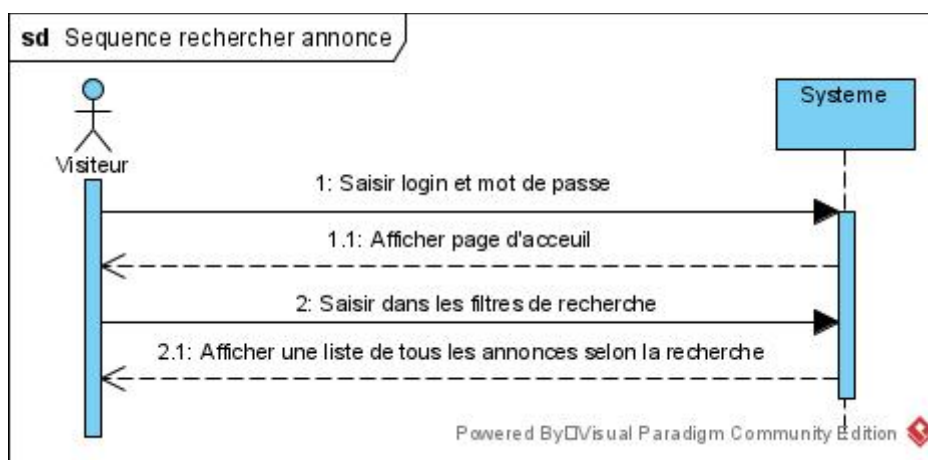 sd Sequence rechercher annonce
Systeme
Visiteur
1: Saisir login et mot de passe
1.1: Afficher page d'acceuil
2: Saisir dans les filtres de recherche
2.1: Afficher une liste de tous les annonces selon la recherche
Powered By□Visual Paradigm Community Edition